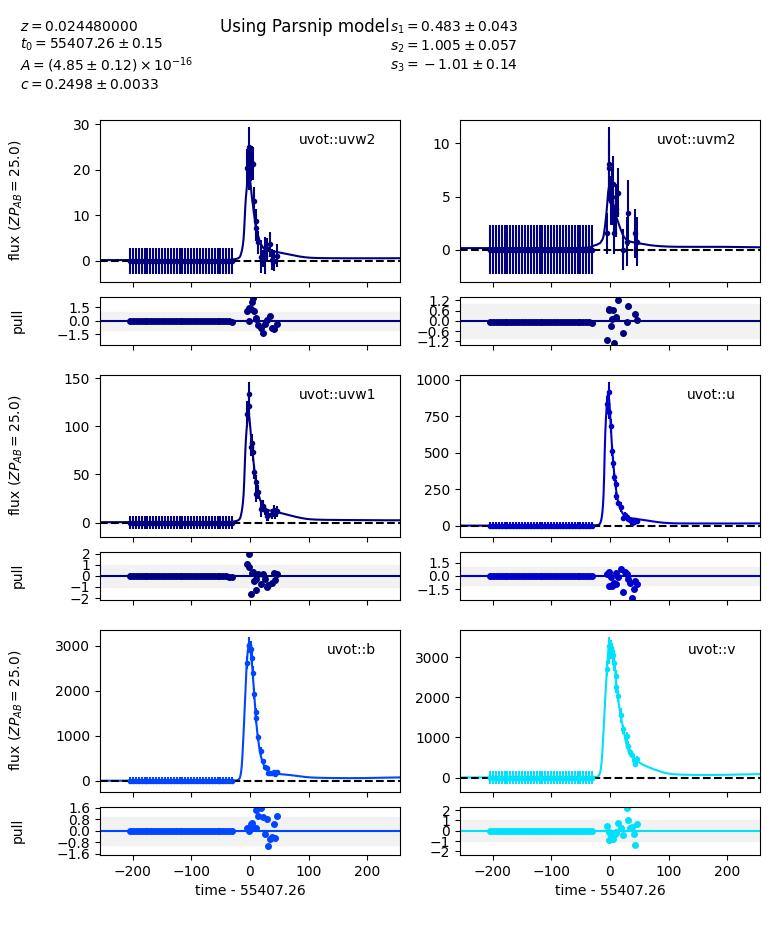 z = 0.024480000
t0 = 55407.26 ± 0.15
A = (4.85 ± 0.12) × 10^−16
c = 0.2498 ± 0.0033
Using Parsnip model
s1 = 0.483 ± 0.043
s2 = 1.005 ± 0.057
s3 = −1.01 ± 0.14
flux (ZP_AB = 25.0)
30
20
10
0
uvot::uvw2
10
5
0
uvot::uvm2
pull
1.5
0.0
−1.5
1.2
0.6
0.0
−0.6
−1.2
flux (ZP_AB = 25.0)
150
100
50
0
uvot::uvw1
1000
750
500
250
0
uvot::u
pull
2
1
0
−1
−2
1.5
0.0
−1.5
flux (ZP_AB = 25.0)
3000
2000
1000
0
uvot::b
3000
2000
1000
0
uvot::v
pull
1.6
0.8
0.0
−0.8
−1.6
2
1
0
−1
−2
−200 −100 0 100 200
−200 −100 0 100 200
time - 55407.26
time - 55407.26